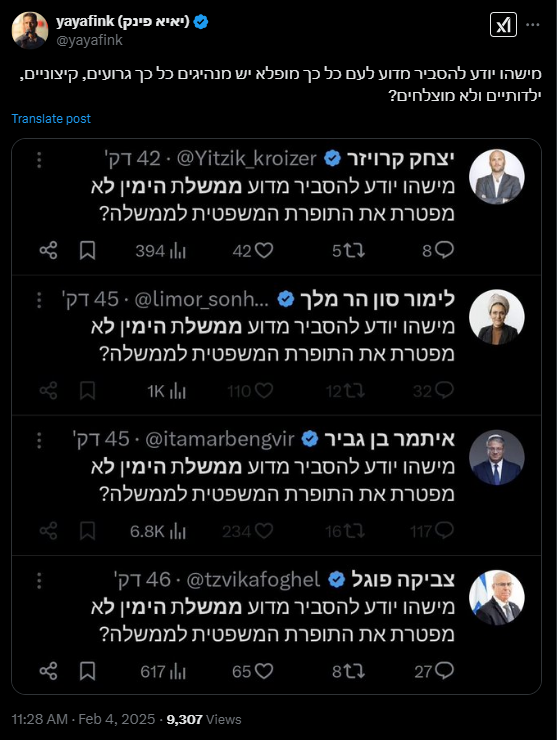 yayafink (יאיא פינק)
@yayafink
מישהו יודע להסביר מדוע לעם כל כך מופלא יש מנהיגים כל כך גרועים, קיצוניים,
ילדותיים ולא מוצלחים?
Translate post
יצחק קרויזר @Yitzik_kroizer · 42 דק'
מישהו יודע להסביר מדוע ממשלת הימין לא
מפטרת את התופרת המשפטית לממשלה?
8 5 42 394
לימור סון הר מלך @limor_sonh... · 45 דק'
מישהו יודע להסביר מדוע ממשלת הימין לא
מפטרת את התופרת המשפטית לממשלה?
32 12 110 1K
איתמר בן גביר @itamarbengvir · 45 דק'
מישהו יודע להסביר מדוע ממשלת הימין לא
מפטרת את התופרת המשפטית לממשלה?
117 16 234 6.8K
צביקה פוגל @tzvikafoghel · 46 דק'
מישהו יודע להסביר מדוע ממשלת הימין לא
מפטרת את התופרת המשפטית לממשלה?
27 8 65 617
11:28 AM · Feb 4, 2025 · 9,307 Views